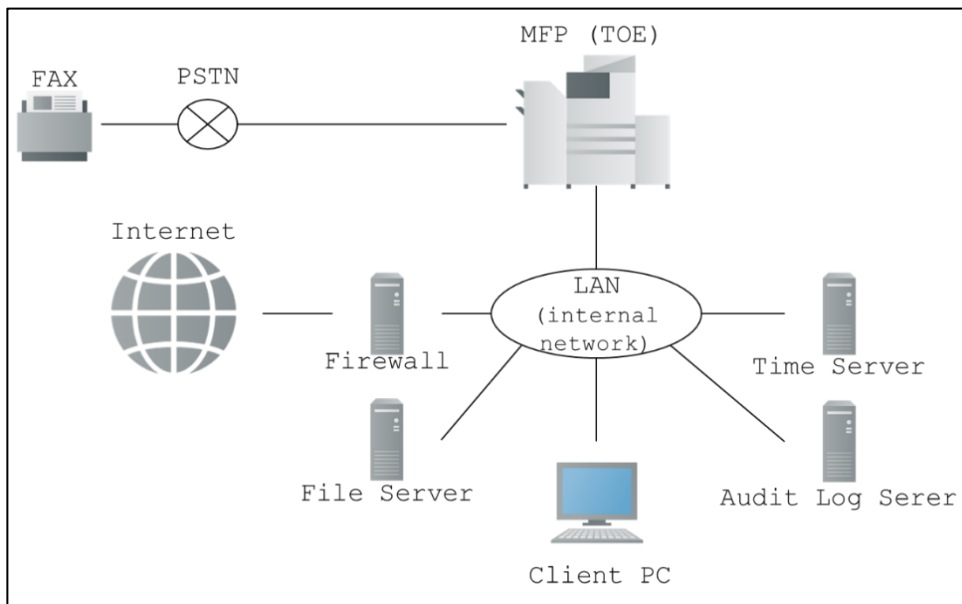 MFP (TOE)
FAX
PSTN
Internet
LAN
(internal
network)
Firewall
Time Server
File Server
Audit Log Serer
Client PC